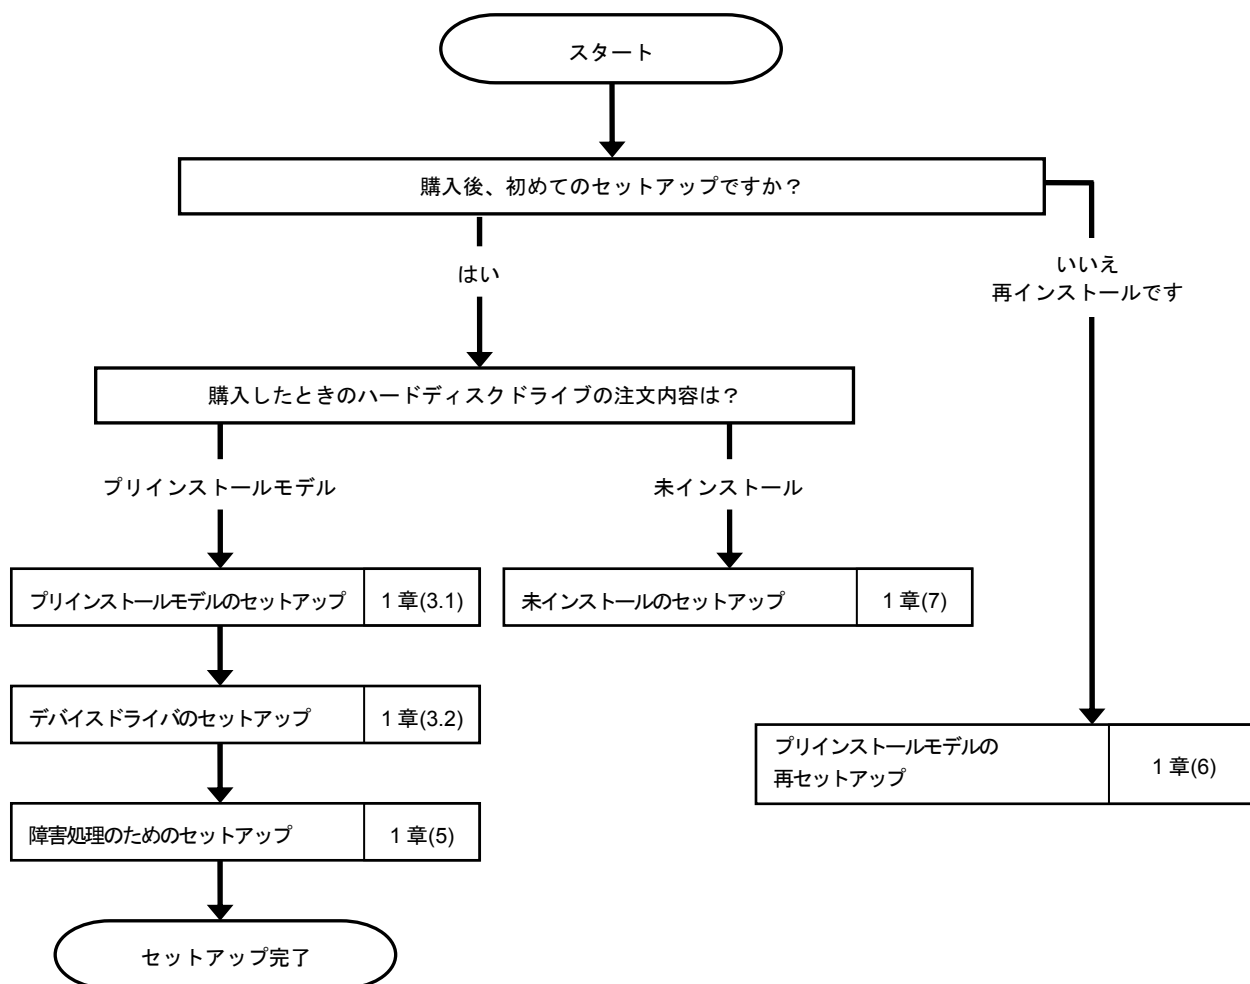 スタート
購入後、初めてのセットアップですか？
はい
いいえ
再インストールです
購入したときのハードディスクドライブの注文内容は？
プリインストールモデル
未インストール
プリインストールモデルのセットアップ
1 章(3.1)
未インストールのセットアップ
1 章(7)
デバイスドライバのセットアップ
1 章(3.2)
プリインストールモデルの
再セットアップ
1 章(6)
障害処理のためのセットアップ
1 章(5)
セットアップ完了